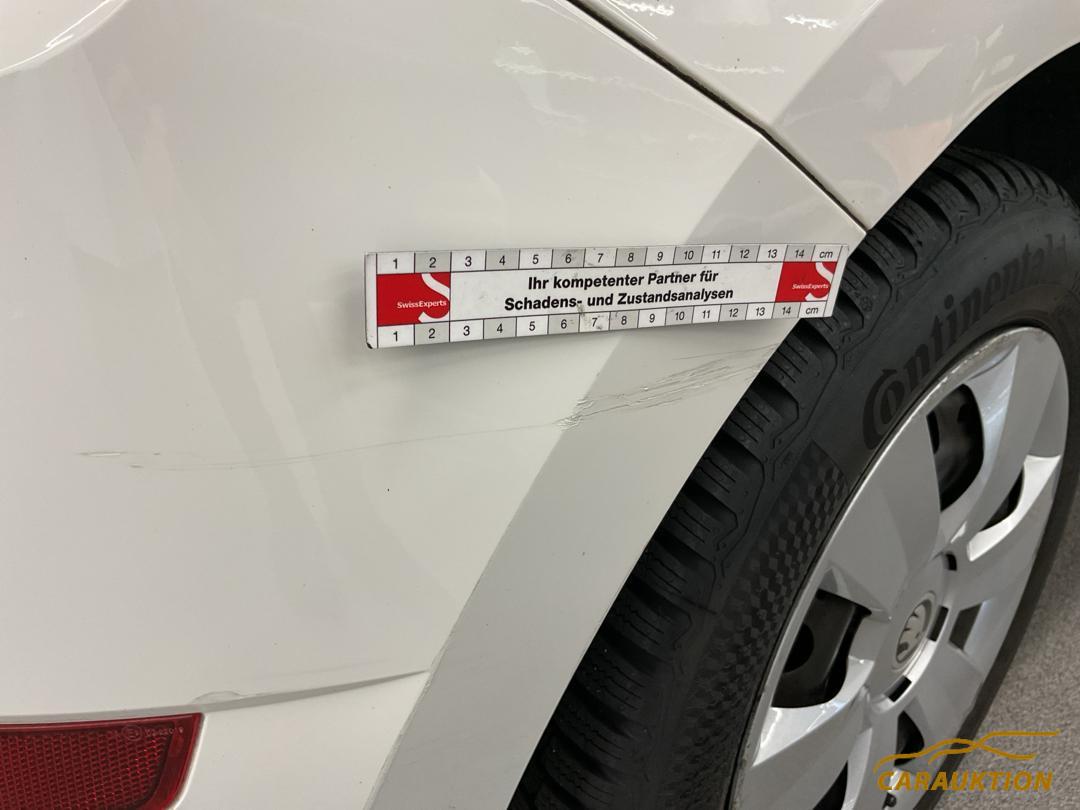 1 2 3 4 5 6 7 8 9 10 11 12 13 14 cm
SwissExperts
Ihr kompetenter Partner für
Schadens- und Zustandsanalysen
SwissExperts
1 2 3 4 5 6 7 8 9 10 11 12 13 14 cm
Continental
CARAUKTION